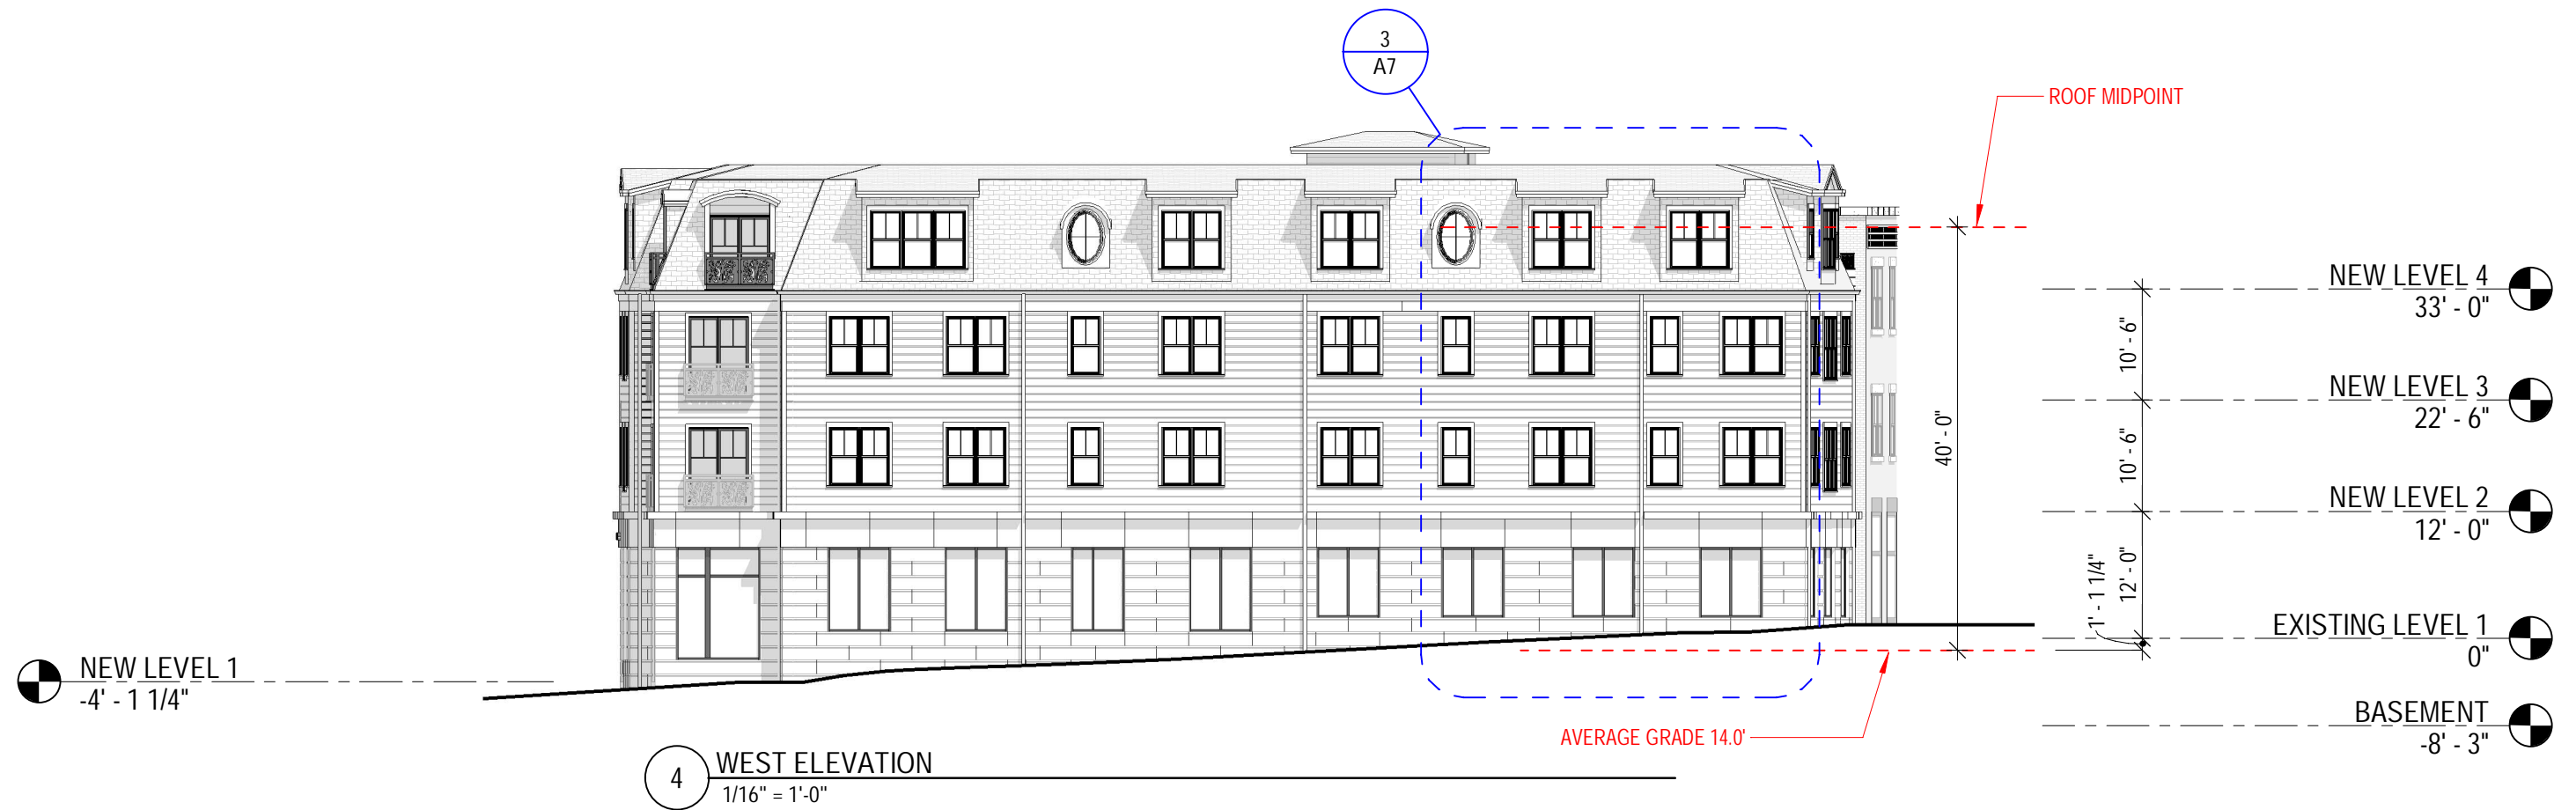 3
A7
ROOF MIDPOINT
NEW LEVEL 4
33' - 0"
10' - 6"
NEW LEVEL 3
22' - 6"
40' - 0"
10' - 6"
NEW LEVEL 2
12' - 0"
1' - 1 1/4"
12' - 0"
EXISTING LEVEL 1
0"
NEW LEVEL 1
-4' - 1 1/4"
BASEMENT
-8' - 3"
AVERAGE GRADE 14.0'
4
WEST ELEVATION
1/16" = 1'-0"